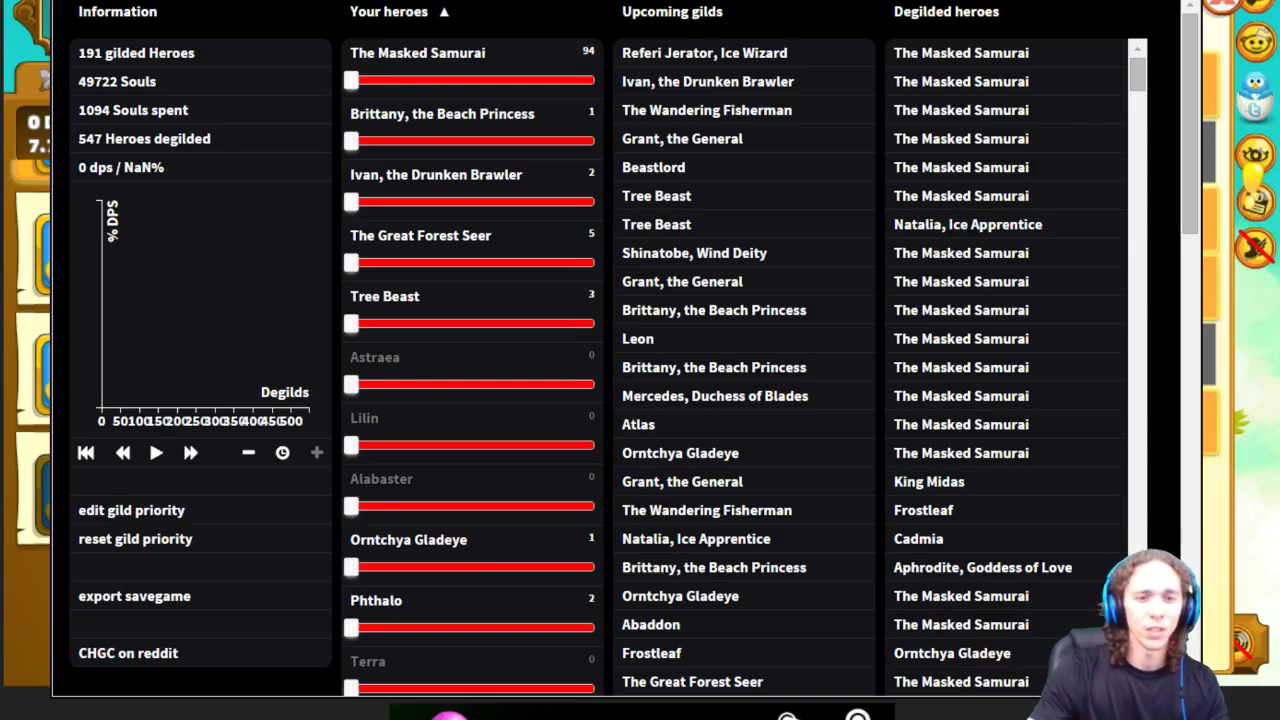 Information
191 gilded Heroes
49722 Souls
1094 Souls spent
547 Heroes degilded
0 dps / NaN%
% DPS
Degilds
0 50100150200250300350400450500
edit gild priority
reset gild priority
export savegame
CHGC on reddit
Your heroes ▲
The Masked Samurai 94
Brittany, the Beach Princess 1
Ivan, the Drunken Brawler 2
The Great Forest Seer 5
Tree Beast 3
Astraea 0
Lilin 0
Alabaster 0
Orntchya Gladeye 1
Phthalo 2
Terra 0
Upcoming gilds
Referi Jerator, Ice Wizard
Ivan, the Drunken Brawler
The Wandering Fisherman
Grant, the General
Beastlord
Tree Beast
Tree Beast
Shinatobe, Wind Deity
Grant, the General
Brittany, the Beach Princess
Leon
Brittany, the Beach Princess
Mercedes, Duchess of Blades
Atlas
Orntchya Gladeye
Grant, the General
The Wandering Fisherman
Natalia, Ice Apprentice
Brittany, the Beach Princess
Orntchya Gladeye
Abaddon
Frostleaf
The Great Forest Seer
Degilded heroes
The Masked Samurai
The Masked Samurai
The Masked Samurai
The Masked Samurai
The Masked Samurai
The Masked Samurai
Natalia, Ice Apprentice
The Masked Samurai
The Masked Samurai
The Masked Samurai
The Masked Samurai
The Masked Samurai
The Masked Samurai
The Masked Samurai
The Masked Samurai
King Midas
Frostleaf
Cadmia
Aphrodite, Goddess of Love
The Masked Samurai
The Masked Samurai
Orntchya Gladeye
The Masked Samurai